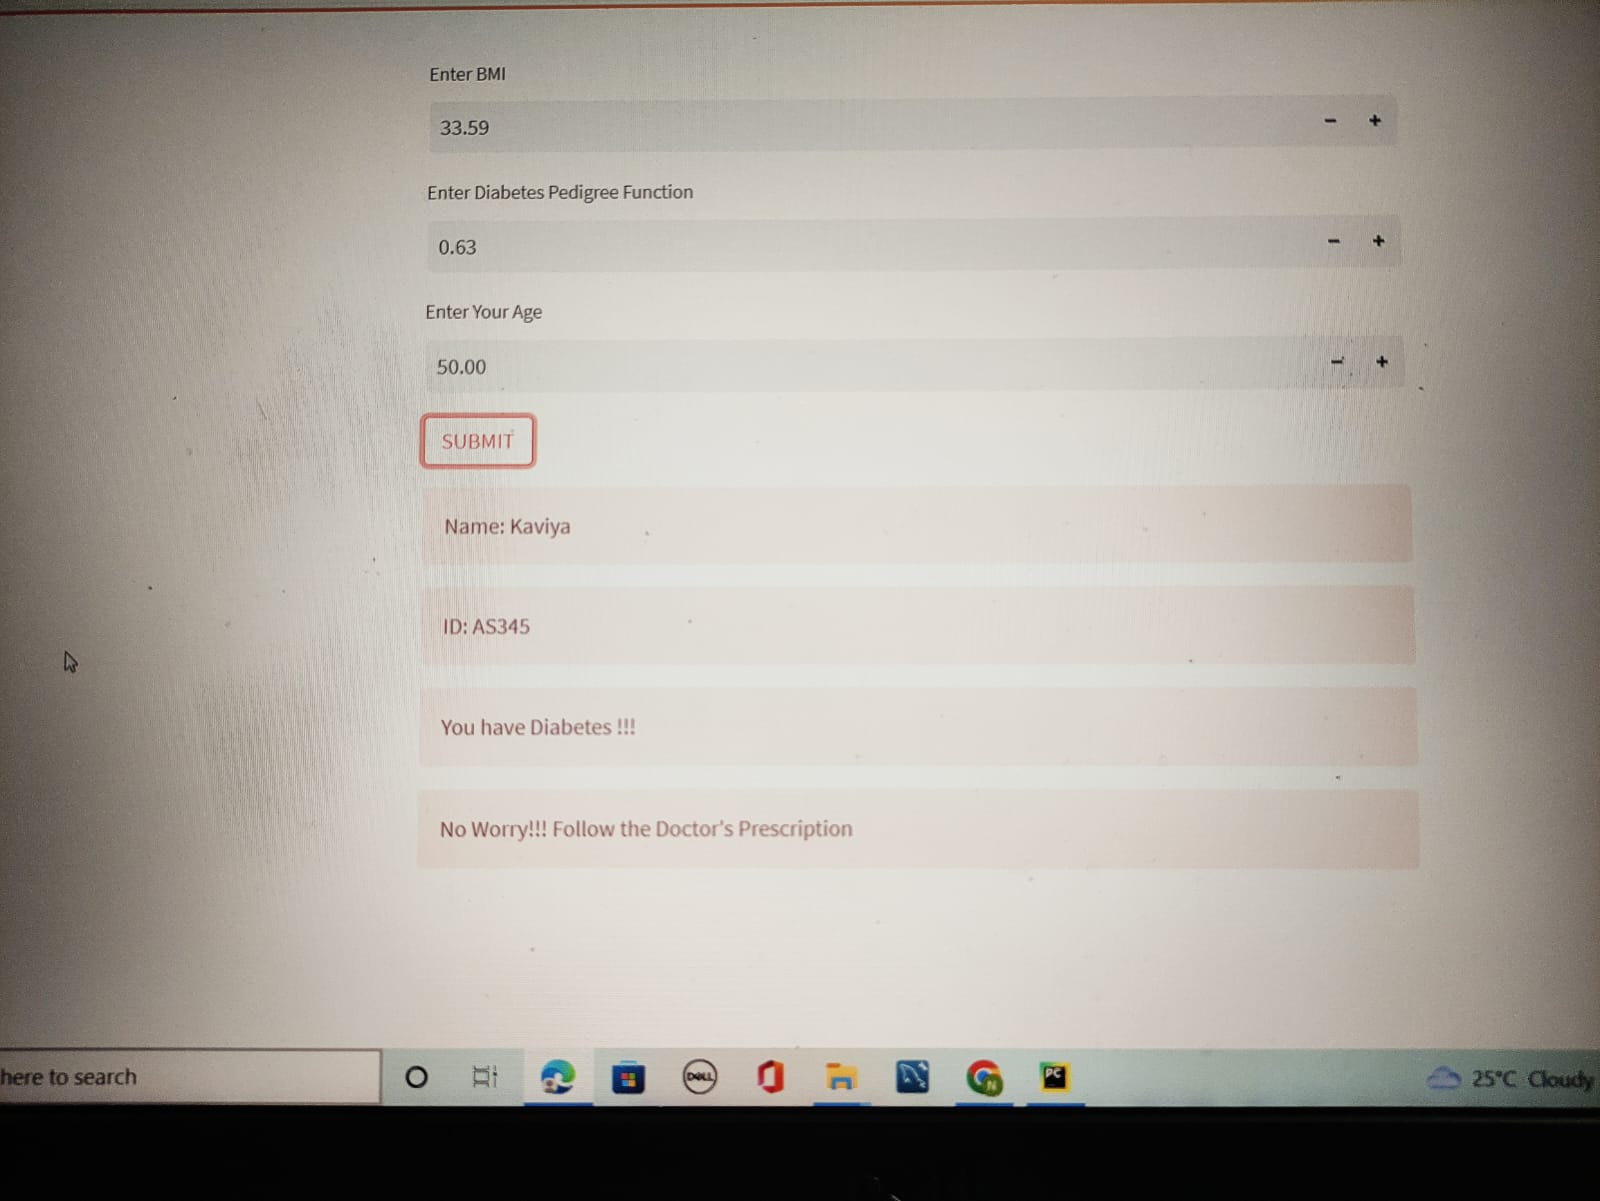 Enter BMI
33.59
Enter Diabetes Pedigree Function
0.63
Enter Your Age
50.00
SUBMIT
Name: Kaviya
ID: AS345
You have Diabetes !!!
No Worry!!! Follow the Doctor's Prescription
here to search
DELL
N
PC
25°C Cloudy